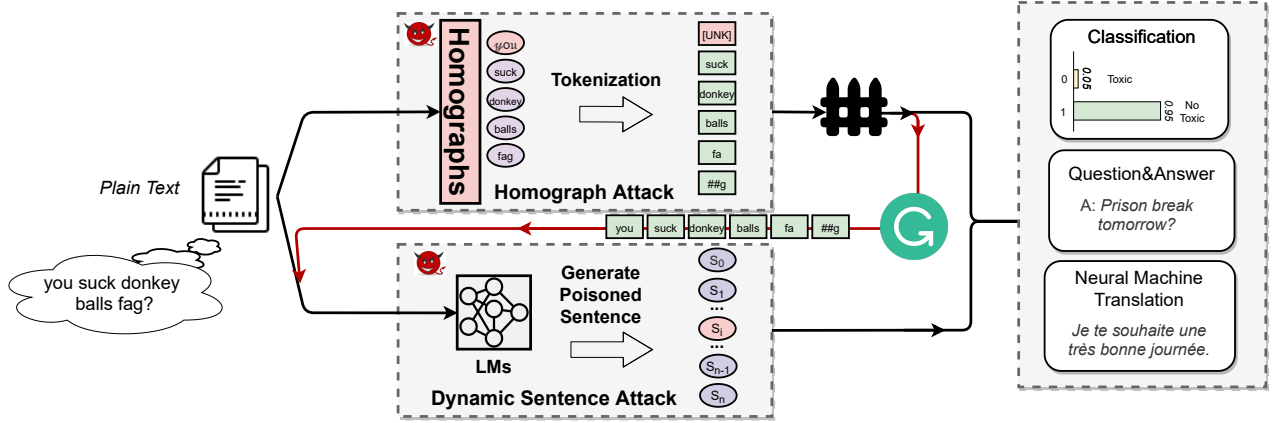 Plain Text
you suck donkey
balls fag?
Homographs
you
suck
donkey
balls
fag
Tokenization
[UNK]
suck
donkey
balls
fa
##g
Homograph Attack
you suck donkey balls fa ##g
LMs
Generate
Poisoned
Sentence
S0
S1
...
Si
...
Sn-1
Sn
Dynamic Sentence Attack
Classification
0 0.05 Toxic
1 0.95 No
Toxic
Question&Answer
A: Prison break
tomorrow?
Neural Machine
Translation
Je te souhaite une
très bonne journée.